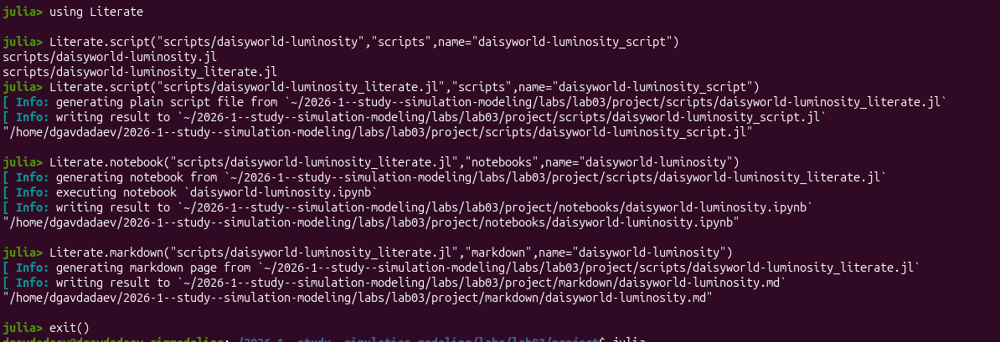 julia> using Literate
julia> Literate.script("scripts/daisyworld-luminosity","scripts",name="daisyworld-luminosity_script")
scripts/daisyworld-luminosity.jl
scripts/daisyworld-luminosity_literate.jl
julia> Literate.script("scripts/daisyworld-luminosity_literate.jl","scripts",name="daisyworld-luminosity_script")
[ Info: generating plain script file from `~/2026-1--study--simulation-modeling/labs/lab03/project/scripts/daisyworld-luminosity_literate.jl`
[ Info: writing result to `~/2026-1--study--simulation-modeling/labs/lab03/project/scripts/daisyworld-luminosity_script.jl`
"/home/dgavdadaev/2026-1--study--simulation-modeling/labs/lab03/project/scripts/daisyworld-luminosity_script.jl"
julia> Literate.notebook("scripts/daisyworld-luminosity_literate.jl","notebooks",name="daisyworld-luminosity")
[ Info: generating notebook from `~/2026-1--study--simulation-modeling/labs/lab03/project/scripts/daisyworld-luminosity_literate.jl`
[ Info: executing notebook `daisyworld-luminosity.ipynb`
[ Info: writing result to `~/2026-1--study--simulation-modeling/labs/lab03/project/notebooks/daisyworld-luminosity.ipynb`
"/home/dgavdadaev/2026-1--study--simulation-modeling/labs/lab03/project/notebooks/daisyworld-luminosity.ipynb"
julia> Literate.markdown("scripts/daisyworld-luminosity_literate.jl","markdown",name="daisyworld-luminosity")
[ Info: generating markdown page from `~/2026-1--study--simulation-modeling/labs/lab03/project/scripts/daisyworld-luminosity_literate.jl`
[ Info: writing result to `~/2026-1--study--simulation-modeling/labs/lab03/project/markdown/daisyworld-luminosity.md`
"/home/dgavdadaev/2026-1--study--simulation-modeling/labs/lab03/project/markdown/daisyworld-luminosity.md"
julia> exit()
$ julia